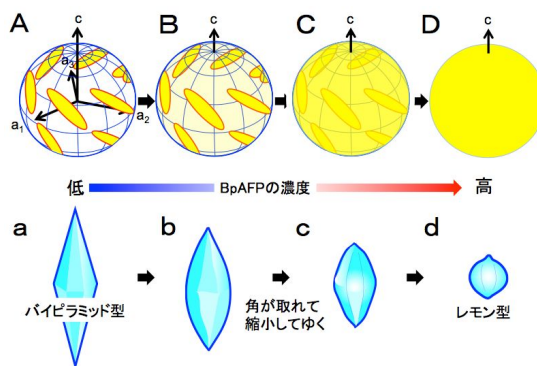 A B C D
c c c c
a3
a1 a2
低 BpAFPの濃度 高
a b c d
バイピラミッド型
角が取れて
縮小してゆく
レモン型